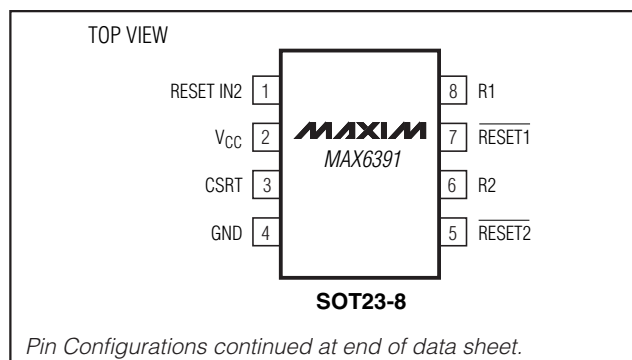 TOP VIEW
RESET IN2 1 8 R1
VCC 2 MAXIM 7 RESET1
MAX6391
CSRT 3 6 R2
GND 4 5 RESET2
SOT23-8
Pin Configurations continued at end of data sheet.